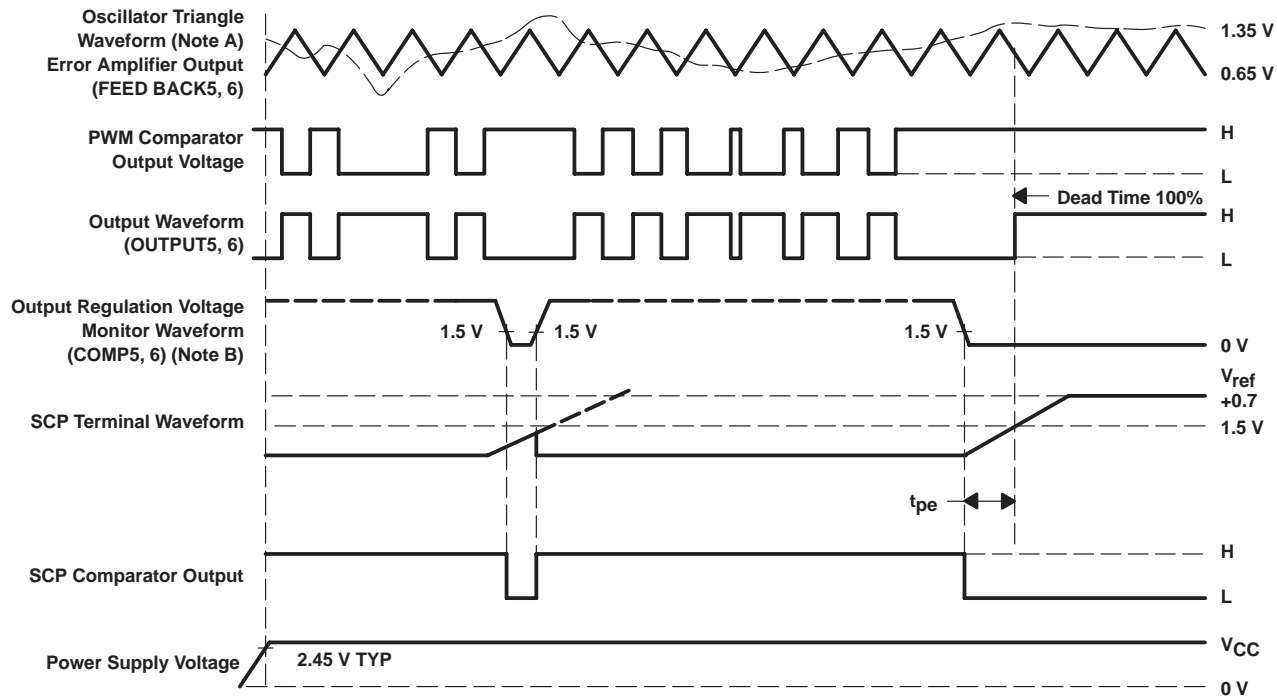 Oscillator Triangle
Waveform (Note A)
Error Amplifier Output
(FEED BACK5, 6)
1.35 V
0.65 V
PWM Comparator
Output Voltage
H
L
Dead Time 100%
Output Waveform
(OUTPUT5, 6)
H
L
Output Regulation Voltage
Monitor Waveform
(COMP5, 6) (Note B)
1.5 V
1.5 V
1.5 V
0 V
SCP Terminal Waveform
Vref
+0.7
1.5 V
tpe
SCP Comparator Output
H
L
Power Supply Voltage
2.45 V TYP
VCC
0 V